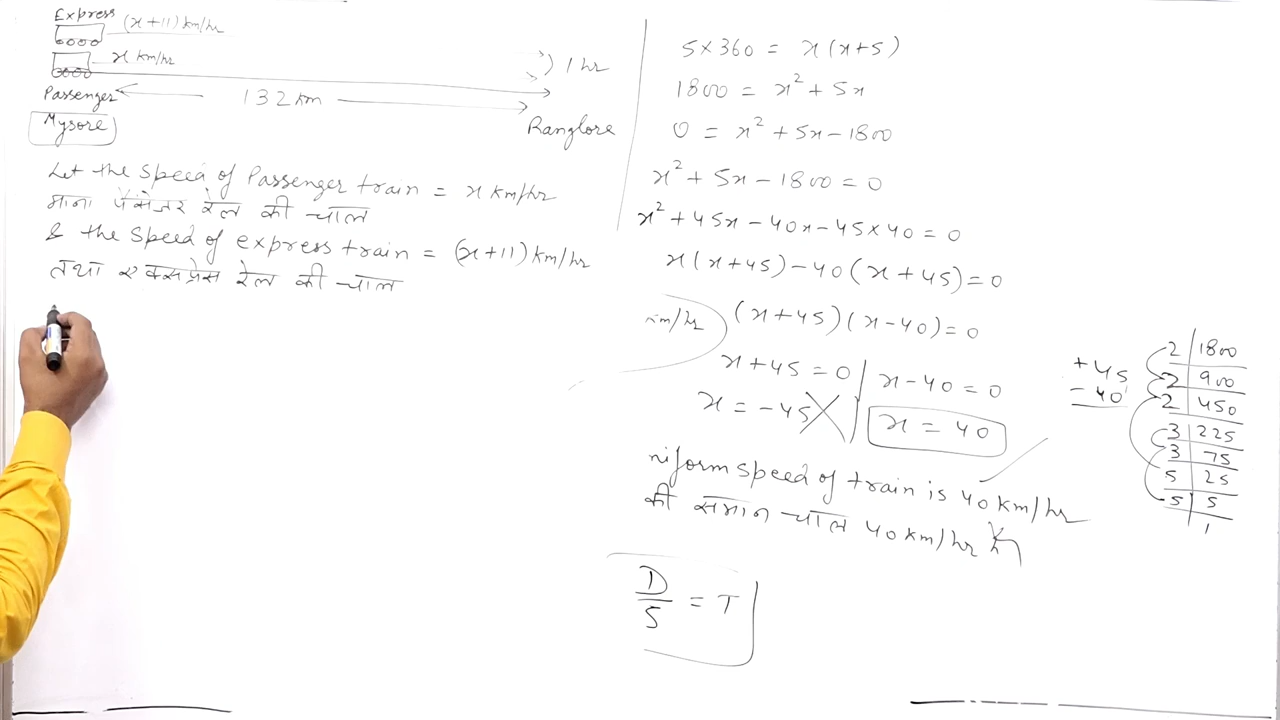 Express
(x+11) km/hr
x km/hr
) 1 hr
Passenger
132 km
Mysore
Banglore
Let the Speed of Passenger train = x km/hr
माना पैसेंजर रेल की चाल
& the Speed of express train = (x+11) km/hr
तथा एक्सप्रेस रेल की चाल
5×360 = x(x+5)
1800 = x² + 5x
0 = x² + 5x - 1800
x² + 5x - 1800 = 0
x² + 45x - 40x - 45×40 = 0
x(x+45) - 40(x+45) = 0
km/hr
(x+45)(x-40) = 0
x+45 = 0 | x-40 = 0
x = -45 | x = 40
niform speed of train is 40 km/hr
की समान चाल 40 km/hr है
D/S = T
+45
-40
2 | 1800
2 | 900
2 | 450
3 | 225
3 | 75
5 | 25
5 | 5
1